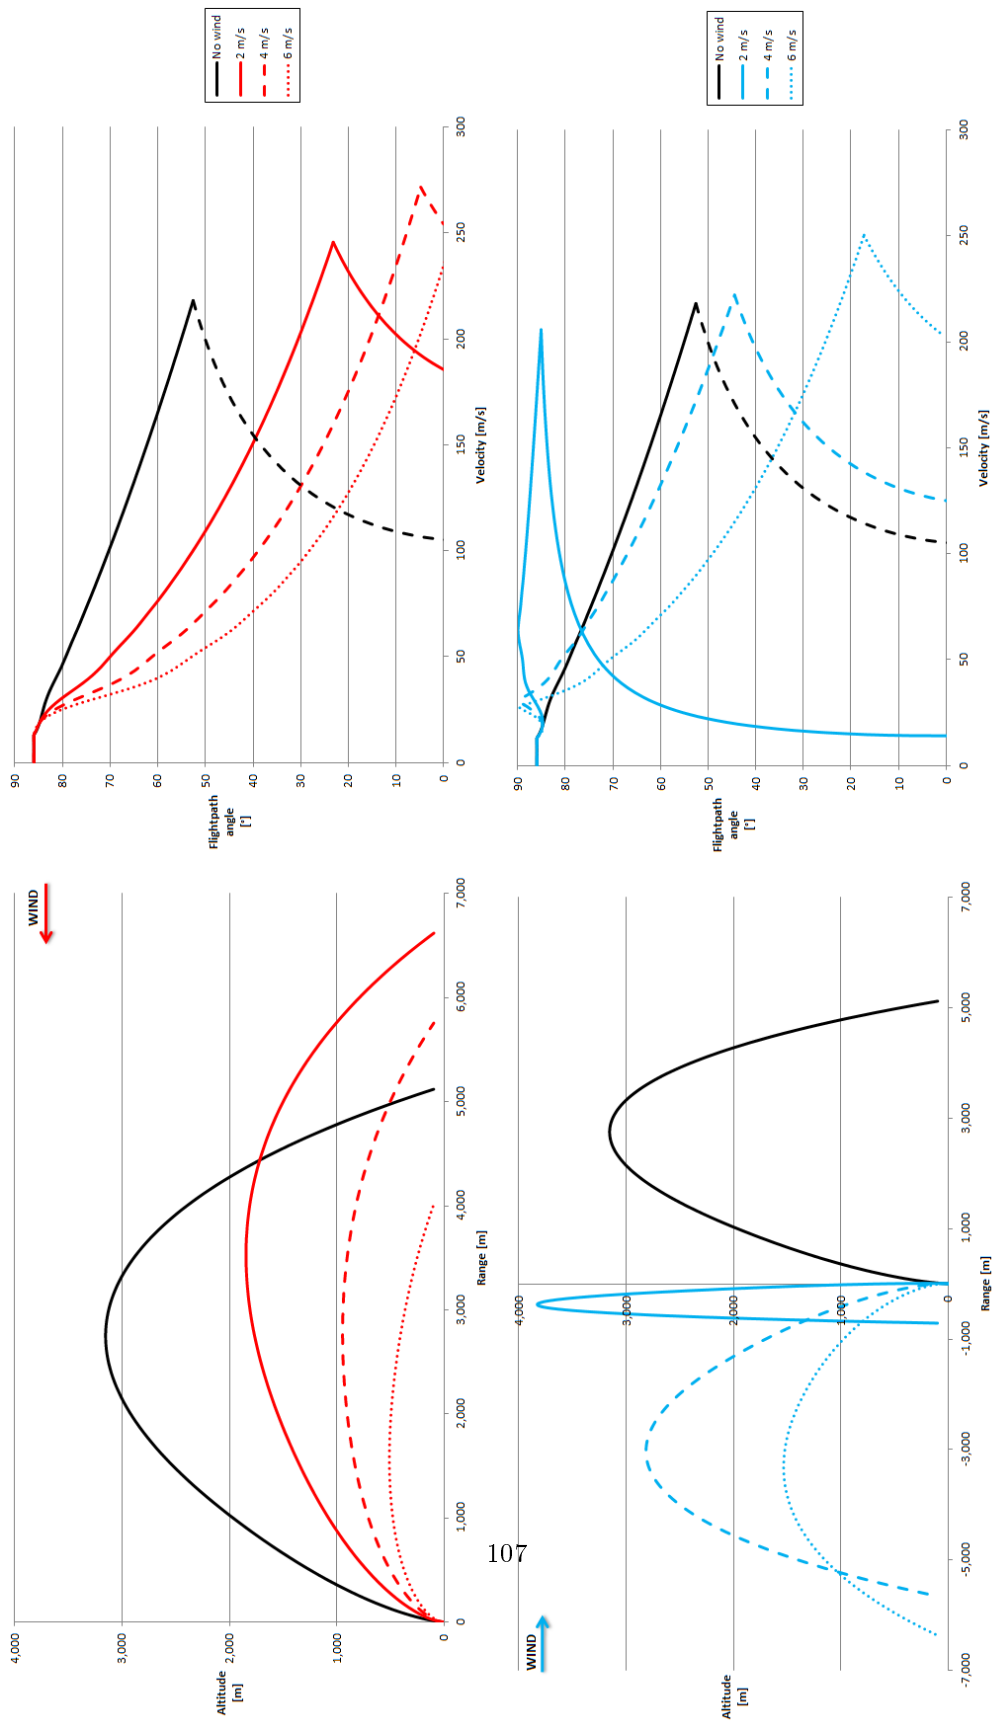 WIND
4,000
3,000
2,000
1,000
0
Altitude
[m]
0
1,000
2,000
3,000
4,000
5,000
6,000
7,000
Range [m]
90
80
70
60
50
40
30
20
10
0
Flightpath
angle
[°]
0
50
100
150
200
250
300
Velocity [m/s]
No wind
2 m/s
4 m/s
6 m/s
WIND
4,000
3,000
2,000
1,000
0
Altitude
[m]
-7,000
-5,000
-3,000
-1,000
1,000
3,000
5,000
7,000
Range [m]
90
80
70
60
50
40
30
20
10
0
Flightpath
angle
[°]
0
50
100
150
200
250
300
Velocity [m/s]
No wind
2 m/s
4 m/s
6 m/s
107